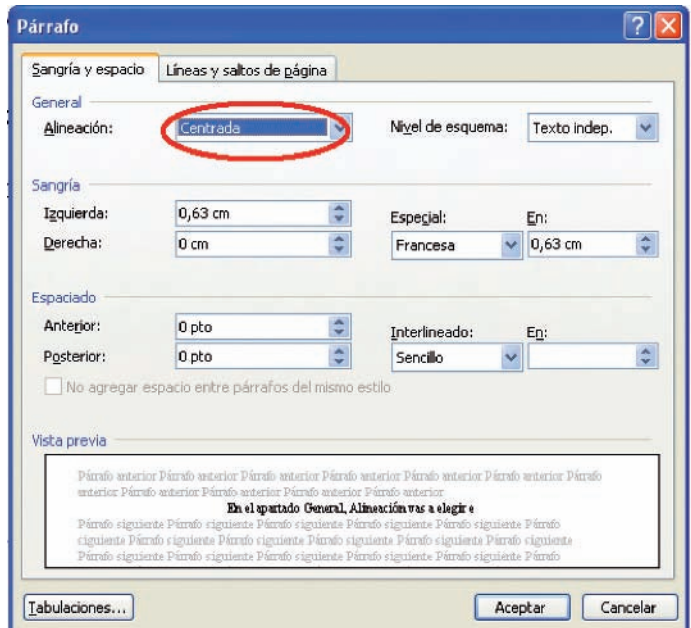 Párrafo
Sangría y espacio Líneas y saltos de página
General
Alineación: Centrada Nivel de esquema: Texto indep.
Sangría
Izquierda: 0,63 cm Especial: En:
Derecha: 0 cm Francesa 0,63 cm
Espaciado
Anterior: 0 pto Interlineado: En:
Posterior: 0 pto Sencillo
No agregar espacio entre párrafos del mismo estilo
Vista previa
Párrafo anterior Párrafo anterior Párrafo anterior Párrafo anterior Párrafo anterior Párrafo anterior Párrafo
anterior Párrafo anterior Párrafo anterior Párrafo anterior Párrafo anterior
En el apartado General, Alineación vas a elegir e
Párrafo siguiente Párrafo siguiente Párrafo siguiente Párrafo siguiente Párrafo siguiente Párrafo
siguiente Párrafo siguiente Párrafo siguiente Párrafo siguiente Párrafo siguiente Párrafo siguiente
Párrafo siguiente Párrafo siguiente Párrafo siguiente Párrafo siguiente Párrafo siguiente Párrafo
Tabulaciones... Aceptar Cancelar